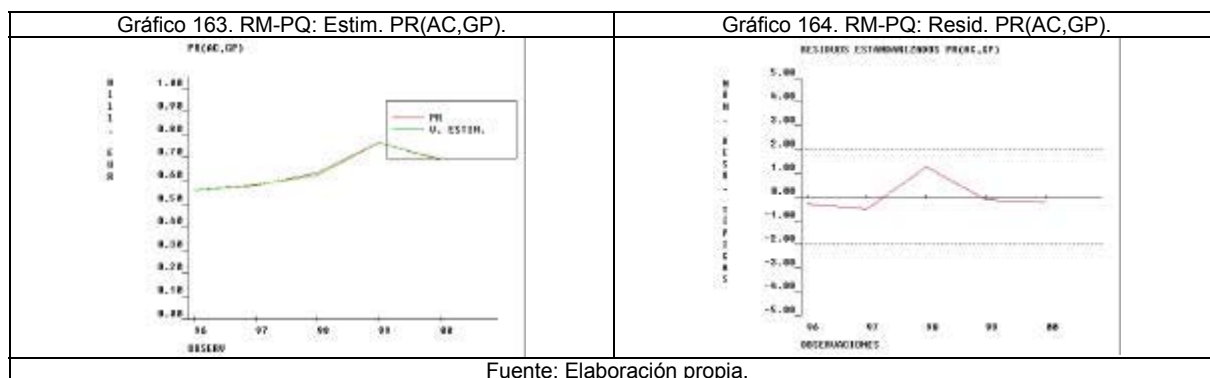 Gráfico 163. RM-PQ: Estim. PR(AC,GP).
PR(AC,GP)
1.00
0.90
0.80
0.70
0.60
0.50
0.40
0.30
0.20
0.10
0.00
PR
V. ESTIM.
96 97 98 99 00
OBSERV
Gráfico 164. RM-PQ: Resid. PR(AC,GP).
RESIDUOS ESTANDARIZADOS PR(AC,GP)
5.00
4.00
3.00
2.00
1.00
0.00
-1.00
-2.00
-3.00
-4.00
-5.00
96 97 98 99 00
OBSERVACIONES
Fuente: Elaboración propia.